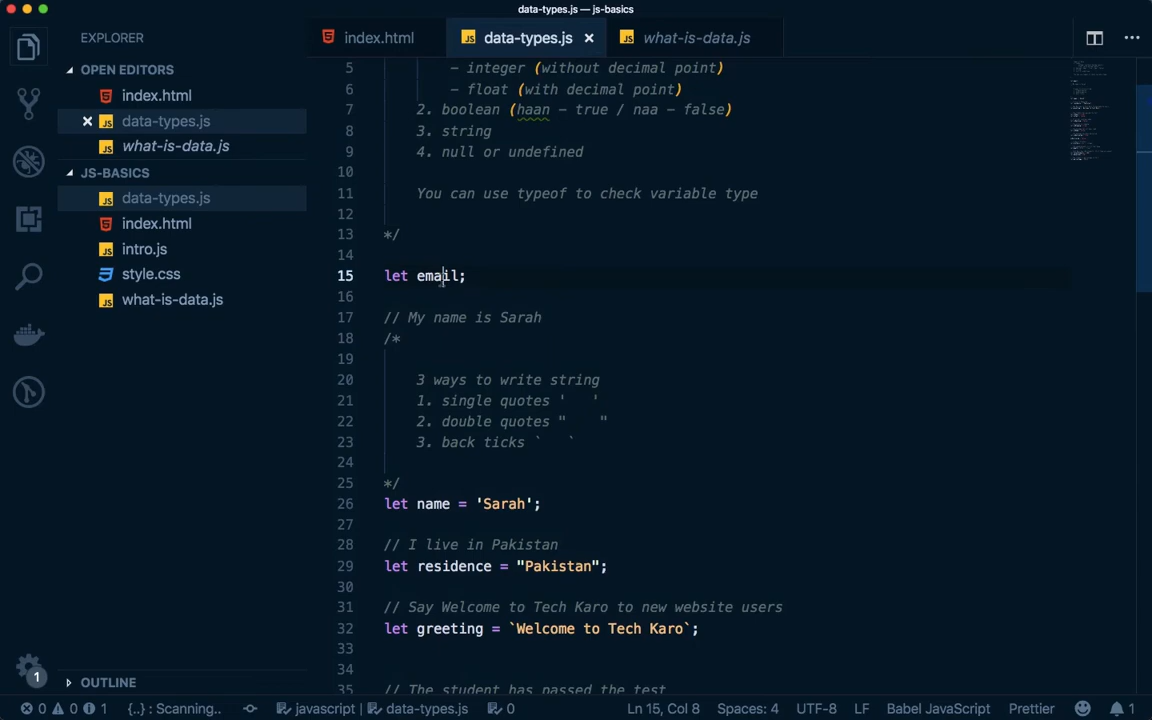 data-types.js — js-basics
EXPLORER
index.html
data-types.js
what-is-data.js
OPEN EDITORS
index.html
data-types.js
what-is-data.js
JS-BASICS
data-types.js
index.html
intro.js
style.css
what-is-data.js
OUTLINE
1
5 - integer (without decimal point)
6 - float (with decimal point)
7 2. boolean (haan - true / naa - false)
8 3. string
9 4. null or undefined
10
11 You can use typeof to check variable type
12
13 */
14
15 let email;
16
17 // My name is Sarah
18 /*
19
20 3 ways to write string
21 1. single quotes '   '
22 2. double quotes "    "
23 3. back ticks `   `
24
25 */
26 let name = 'Sarah';
27
28 // I live in Pakistan
29 let residence = "Pakistan";
30
31 // Say Welcome to Tech Karo to new website users
32 let greeting = `Welcome to Tech Karo`;
33
34
35 // The student has passed the test
0 0 1 {..} : Scanning.. javascript | data-types.js 0 Ln 15, Col 8 Spaces: 4 UTF-8 LF Babel JavaScript Prettier 1